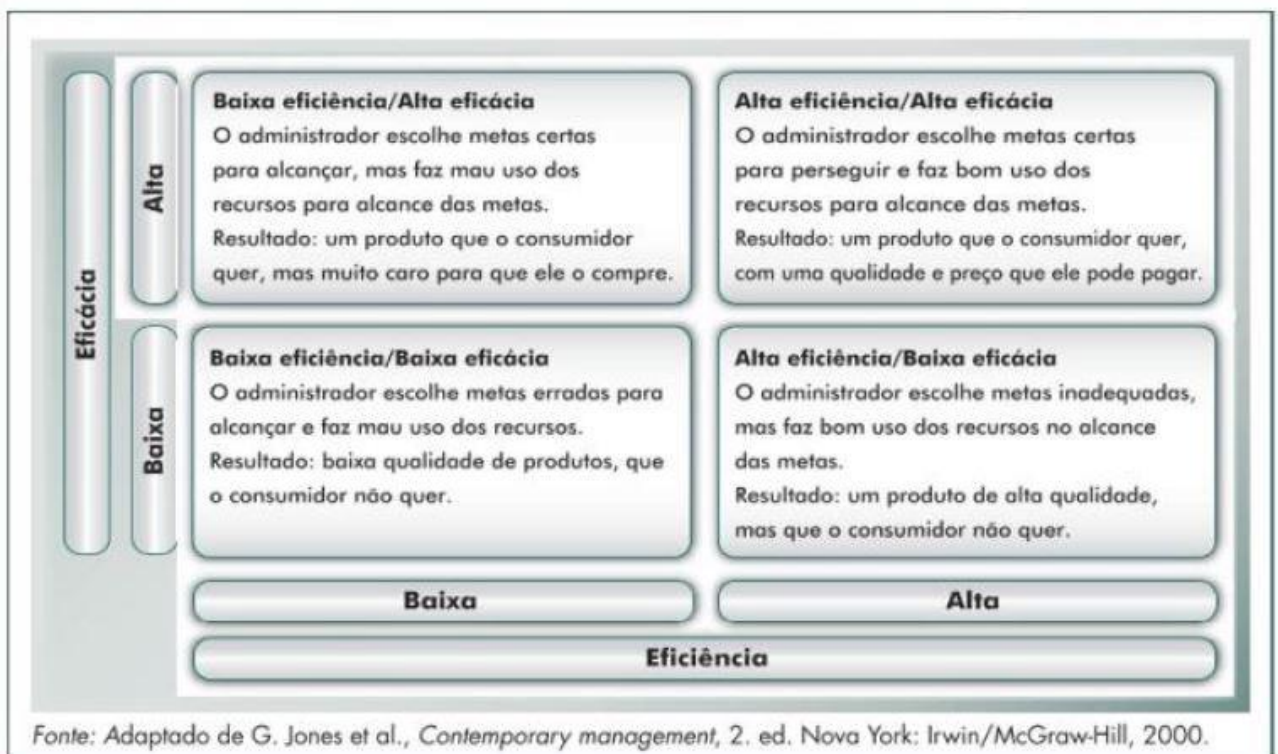 Eficácia
Alta
Baixa eficiência/Alta eficácia
O administrador escolhe metas certas
para alcançar, mas faz mau uso dos
recursos para alcance das metas.
Resultado: um produto que o consumidor
quer, mas muito caro para que ele o compre.
Alta eficiência/Alta eficácia
O administrador escolhe metas certas
para perseguir e faz bom uso dos
recursos para alcance das metas.
Resultado: um produto que o consumidor quer,
com uma qualidade e preço que ele pode pagar.
Baixa
Baixa eficiência/Baixa eficácia
O administrador escolhe metas erradas para
alcançar e faz mau uso dos recursos.
Resultado: baixa qualidade de produtos, que
o consumidor não quer.
Alta eficiência/Baixa eficácia
O administrador escolhe metas inadequadas,
mas faz bom uso dos recursos no alcance
das metas.
Resultado: um produto de alta qualidade,
mas que o consumidor não quer.
Baixa
Alta
Eficiência
Fonte: Adaptado de G. Jones et al., Contemporary management, 2. ed. Nova York: Irwin/McGraw-Hill, 2000.